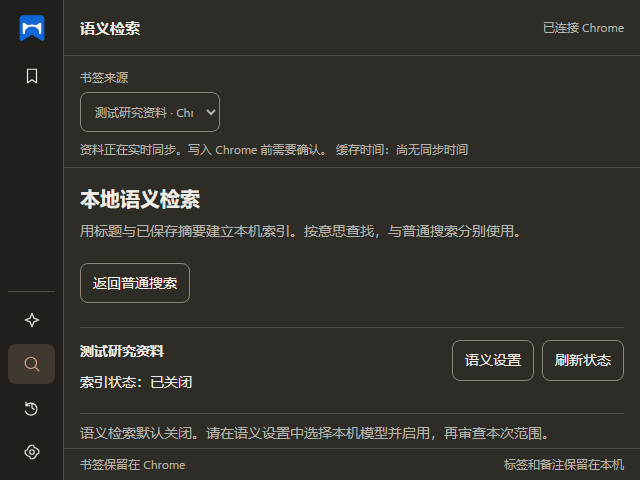 语义检索
已连接 Chrome
书签来源
测试研究资料 · Chr
资料正在实时同步。写入 Chrome 前需要确认。 缓存时间：尚无同步时间
本地语义检索
用标题与已保存摘要建立本机索引。按意思查找，与普通搜索分别使用。
返回普通搜索
测试研究资料
语义设置
刷新状态
索引状态：已关闭
语义检索默认关闭。请在语义设置中选择本机模型并启用，再审查本次范围。
书签保留在 Chrome
标签和备注保留在本机